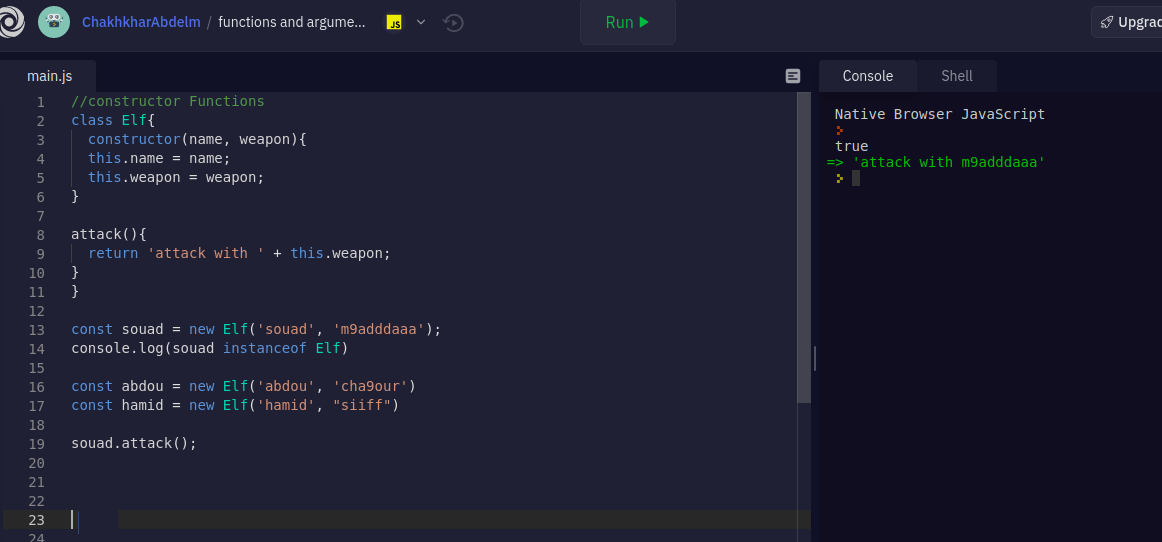 ChakhkharAbdelm / functions and argume... JS Run Upgrad
main.js
Console Shell
1 //constructor Functions
2 class Elf{
3 constructor(name, weapon){
4 this.name = name;
5 this.weapon = weapon;
6 }
7
8 attack(){
9 return 'attack with ' + this.weapon;
10 }
11 }
12
13 const souad = new Elf('souad', 'm9adddaaa');
14 console.log(souad instanceof Elf)
15
16 const abdou = new Elf('abdou', 'cha9our')
17 const hamid = new Elf('hamid', "siiff")
18
19 souad.attack();
20
21
22
23
24
Native Browser JavaScript
true
=> 'attack with m9adddaaa'